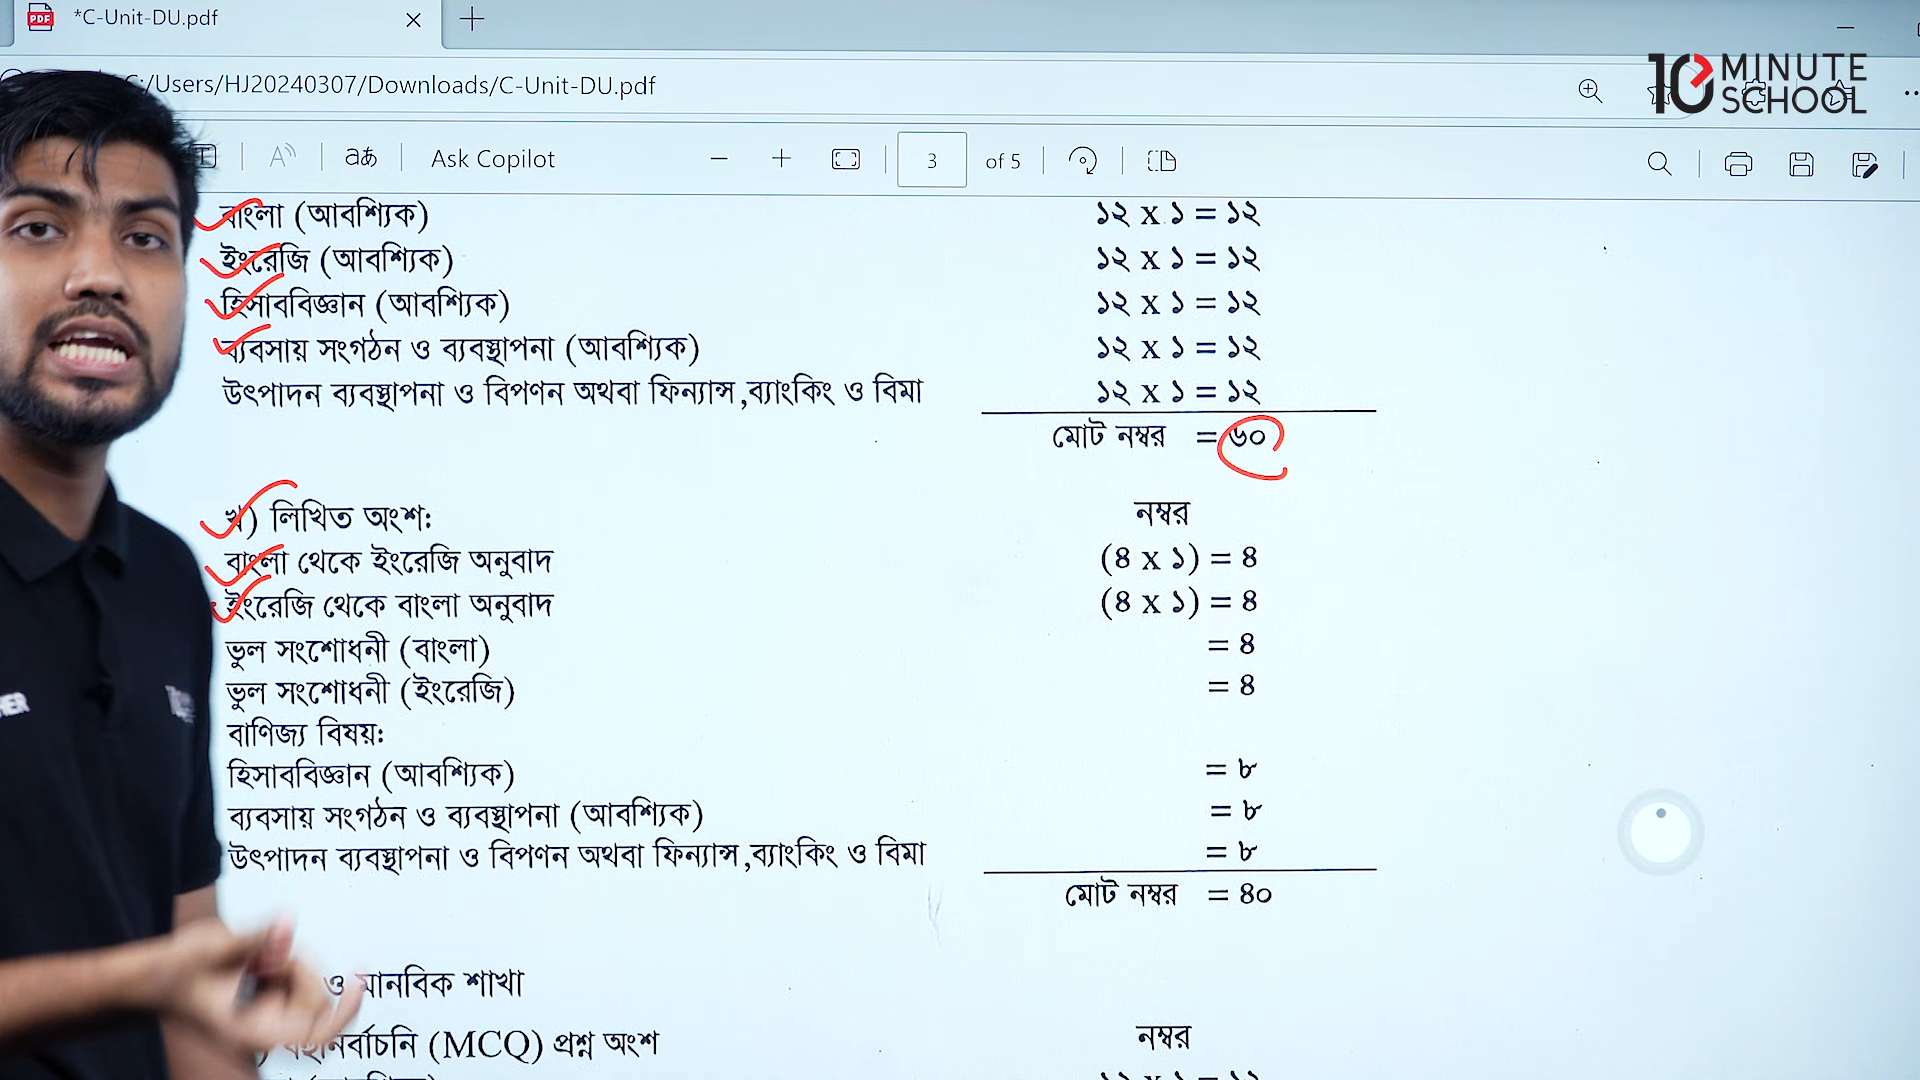 *C-Unit-DU.pdf
C:/Users/HJ20240307/Downloads/C-Unit-DU.pdf
10 MINUTE SCHOOL
Ask Copilot
3 of 5
বাংলা (আবশ্যিক) ১২ x ১ = ১২
ইংরেজি (আবশ্যিক) ১২ x ১ = ১২
হিসাববিজ্ঞান (আবশ্যিক) ১২ x ১ = ১২
ব্যবসায় সংগঠন ও ব্যবস্থাপনা (আবশ্যিক) ১২ x ১ = ১২
উৎপাদন ব্যবস্থাপনা ও বিপণন অথবা ফিন্যান্স,ব্যাংকিং ও বিমা ১২ x ১ = ১২
মোট নম্বর = ৬০
খ) লিখিত অংশঃ নম্বর
বাংলা থেকে ইংরেজি অনুবাদ (৪ x ১) = ৪
ইংরেজি থেকে বাংলা অনুবাদ (৪ x ১) = ৪
ভুল সংশোধনী (বাংলা) = ৪
ভুল সংশোধনী (ইংরেজি) = ৪
বাণিজ্য বিষয়ঃ
হিসাববিজ্ঞান (আবশ্যিক) = ৮
ব্যবসায় সংগঠন ও ব্যবস্থাপনা (আবশ্যিক) = ৮
উৎপাদন ব্যবস্থাপনা ও বিপণন অথবা ফিন্যান্স,ব্যাংকিং ও বিমা = ৮
মোট নম্বর = ৪০
ও মানবিক শাখা
(MCQ) প্রশ্ন অংশ নম্বর